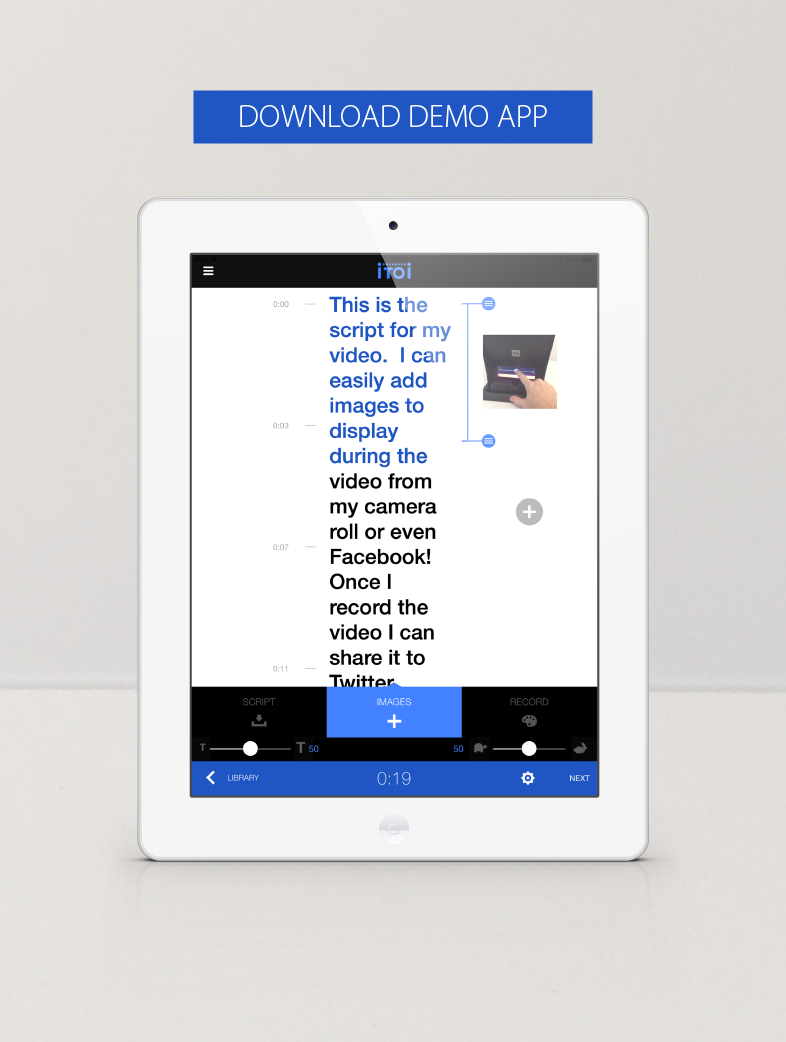 DOWNLOAD DEMO APP
iTOi
0:00
This is the
script for my
video.  I can
easily add
images to
display
during the
video from
my camera
roll or even
Facebook!
Once I
record the
video I can
share it to
Twitter
0:03
0:07
0:11
SCRIPT
IMAGES
RECORD
T
T 50
50
LIBRARY
0:19
NEXT